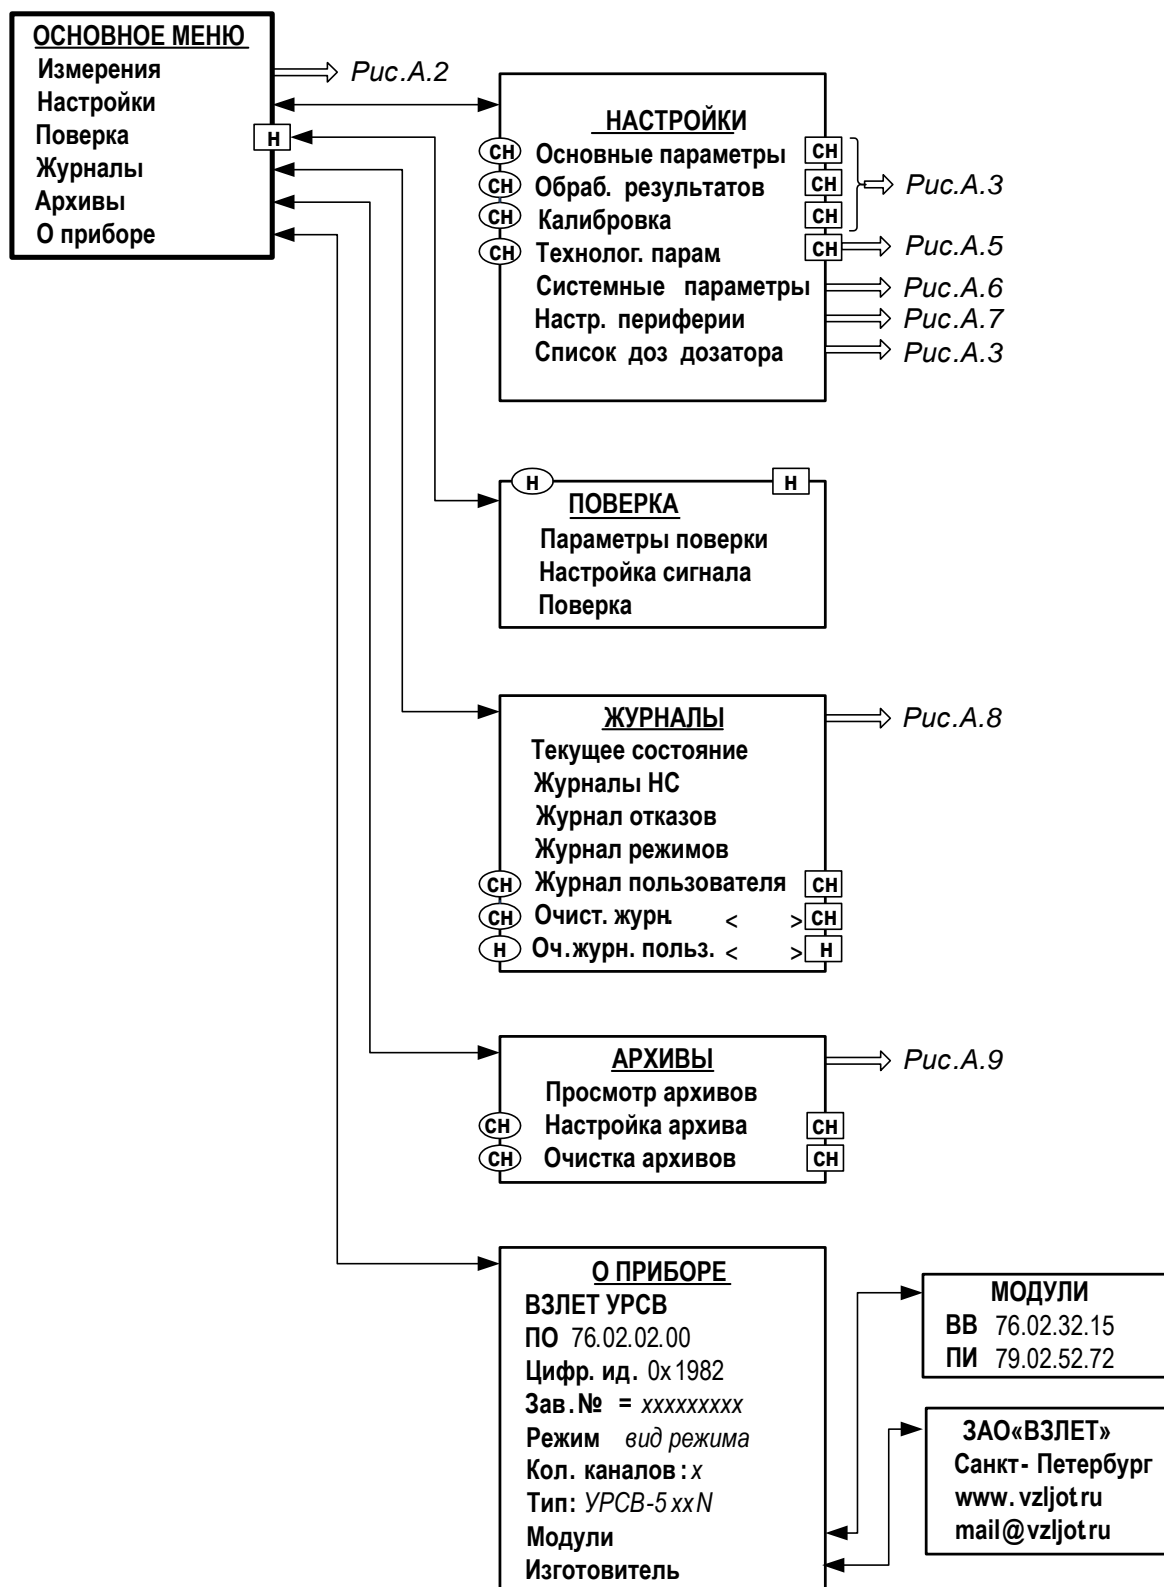 ОСНОВНОЕ МЕНЮ
Измерения
Рис.А.2
Настройки
Поверка
Н
Журналы
Архивы
О приборе
НАСТРОЙКИ
СН Основные параметры СН
СН Обраб. результатов СН
Рис.А.3
СН Калибровка СН
СН Технолог. парам. СН
Рис.А.5
Системные параметры
Рис.А.6
Настр. периферии
Рис.А.7
Список доз дозатора
Рис.А.3
Н Н
ПОВЕРКА
Параметры поверки
Настройка сигнала
Поверка
ЖУРНАЛЫ
Рис.А.8
Текущее состояние
Журналы НС
Журнал отказов
Журнал режимов
СН Журнал пользователя СН
СН Очист. журн. < > СН
Н Оч.журн. польз. < > Н
АРХИВЫ
Рис.А.9
Просмотр архивов
СН Настройка архива СН
СН Очистка архивов СН
О ПРИБОРЕ
ВЗЛЕТ УРСВ
ПО 76.02.02.00
Цифр. ид. 0x1982
Зав.№ = xxxxxxxxx
Режим вид режима
Кол. каналов: x
Тип: УРСВ-5xxN
Модули
Изготовитель
МОДУЛИ
ВВ 76.02.32.15
ПИ 79.02.52.72
ЗАО«ВЗЛЕТ»
Санкт- Петербург
www.vzljot.ru
mail@vzljot.ru